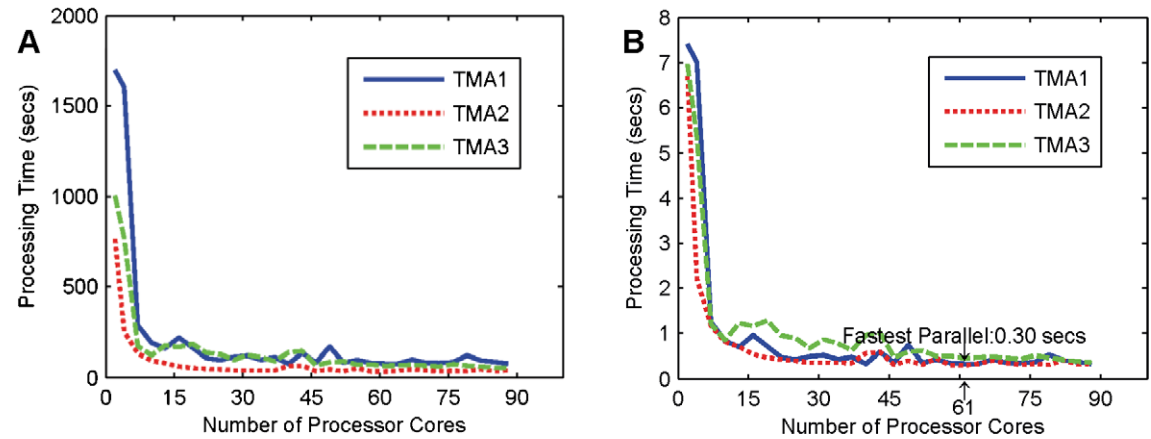 A
2000
1500
1000
500
0
Processing Time (secs)
TMA1
TMA2
TMA3
0 15 30 45 60 75 90
Number of Processor Cores
B
8
7
6
5
4
3
2
1
0
Processing Time (secs)
TMA1
TMA2
TMA3
Fastest Parallel:0.30 secs
0 15 30 45 61 75 90
Number of Processor Cores